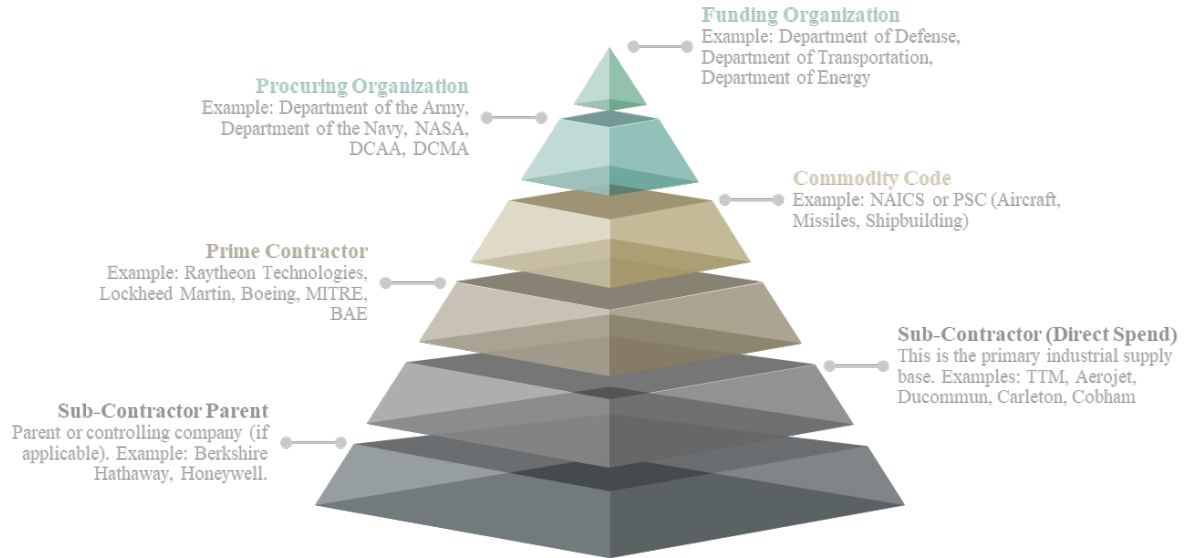 Funding Organization
Example: Department of Defense,
Department of Transportation,
Department of Energy
Procuring Organization
Example: Department of the Army,
Department of the Navy, NASA,
DCAA, DCMA
Commodity Code
Example: NAICS or PSC (Aircraft,
Missiles, Shipbuilding)
Prime Contractor
Example: Raytheon Technologies,
Lockheed Martin, Boeing, MITRE,
BAE
Sub-Contractor (Direct Spend)
This is the primary industrial supply
base. Examples: TTM, Aerojet,
Ducommun, Carleton, Cobham
Sub-Contractor Parent
Parent or controlling company (if
applicable). Example: Berkshire
Hathaway, Honeywell.